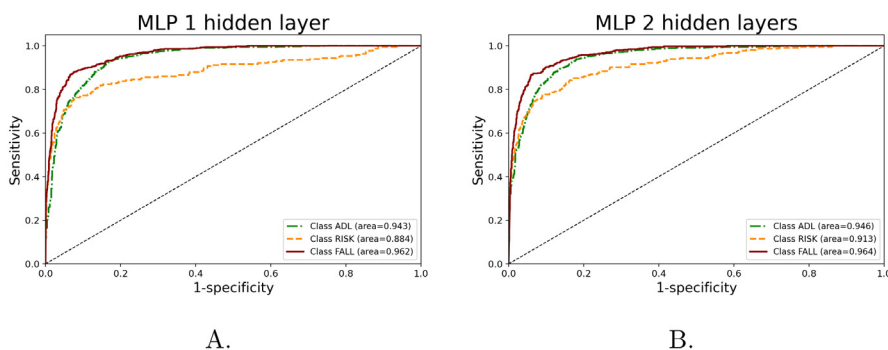 MLP 1 hidden layer
1.0
0.8
0.6
0.4
0.2
0.0
Sensitivity
Class ADL (area=0.943)
Class RISK (area=0.884)
Class FALL (area=0.962)
0.0 0.2 0.4 0.6 0.8 1.0
1-specificity
A.
MLP 2 hidden layers
1.0
0.8
0.6
0.4
0.2
0.0
Sensitivity
Class ADL (area=0.946)
Class RISK (area=0.913)
Class FALL (area=0.964)
0.0 0.2 0.4 0.6 0.8 1.0
1-specificity
B.